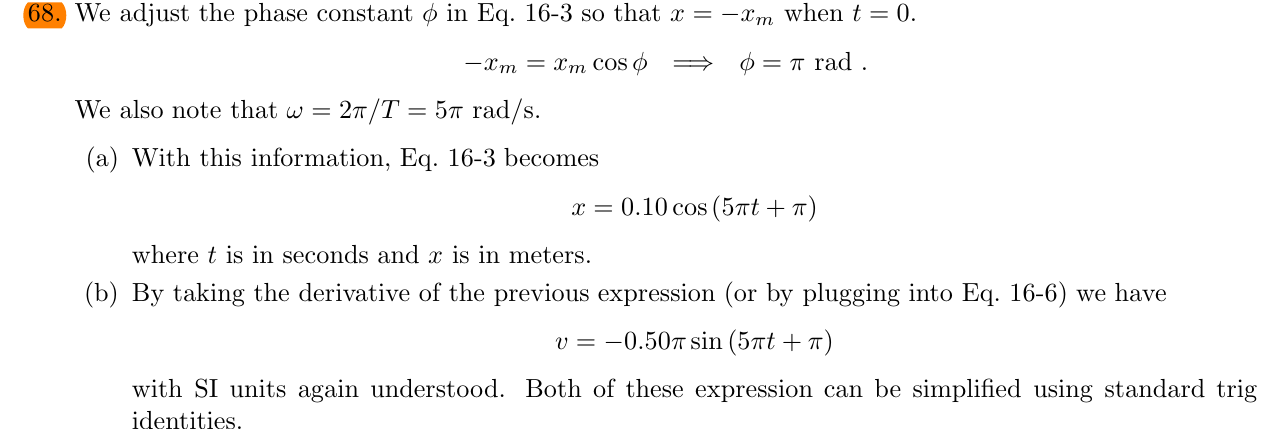 68. We adjust the phase constant ϕ in Eq. 16-3 so that x = −xₘ when t = 0.
−xₘ = xₘ cos ϕ ⟹ ϕ = π rad .
We also note that ω = 2π/T = 5π rad/s.
(a) With this information, Eq. 16-3 becomes
x = 0.10 cos (5πt + π)
where t is in seconds and x is in meters.
(b) By taking the derivative of the previous expression (or by plugging into Eq. 16-6) we have
v = −0.50π sin (5πt + π)
with SI units again understood. Both of these expression can be simplified using standard trig
identities.